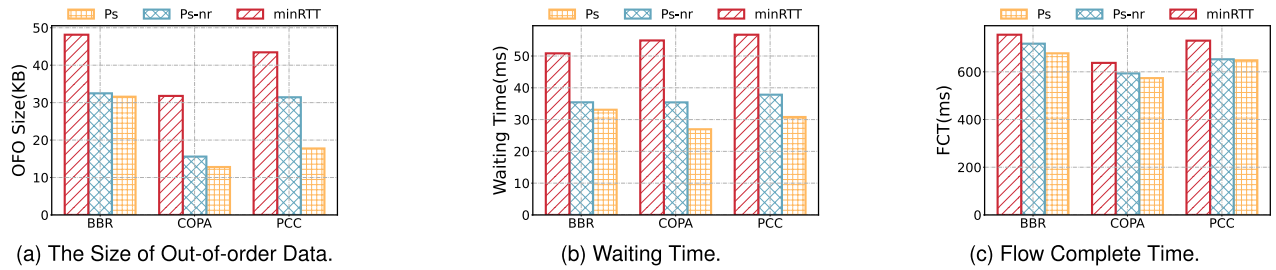 Ps Ps-nr minRTT
OFO Size(KB)
50
40
30
20
10
0
BBR COPA PCC
(a) The Size of Out-of-order Data.
Ps Ps-nr minRTT
Waiting Time(ms)
50
40
30
20
10
0
BBR COPA PCC
(b) Waiting Time.
Ps Ps-nr minRTT
FCT(ms)
600
400
200
0
BBR COPA PCC
(c) Flow Complete Time.